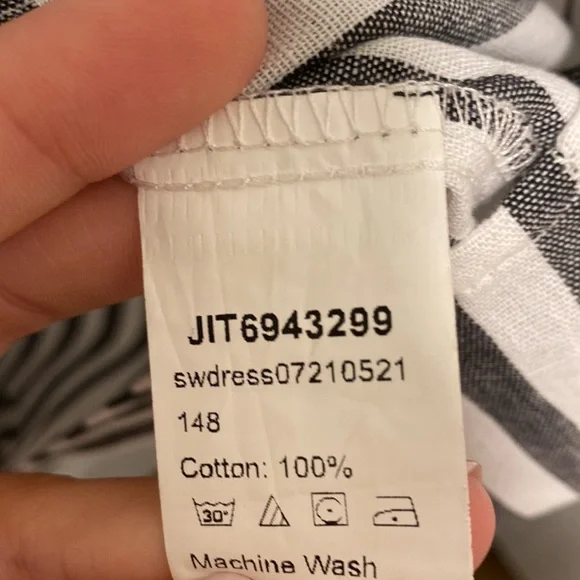 JIT6943299
swdress07210521
148
Cotton: 100%
30°
Machine Wash